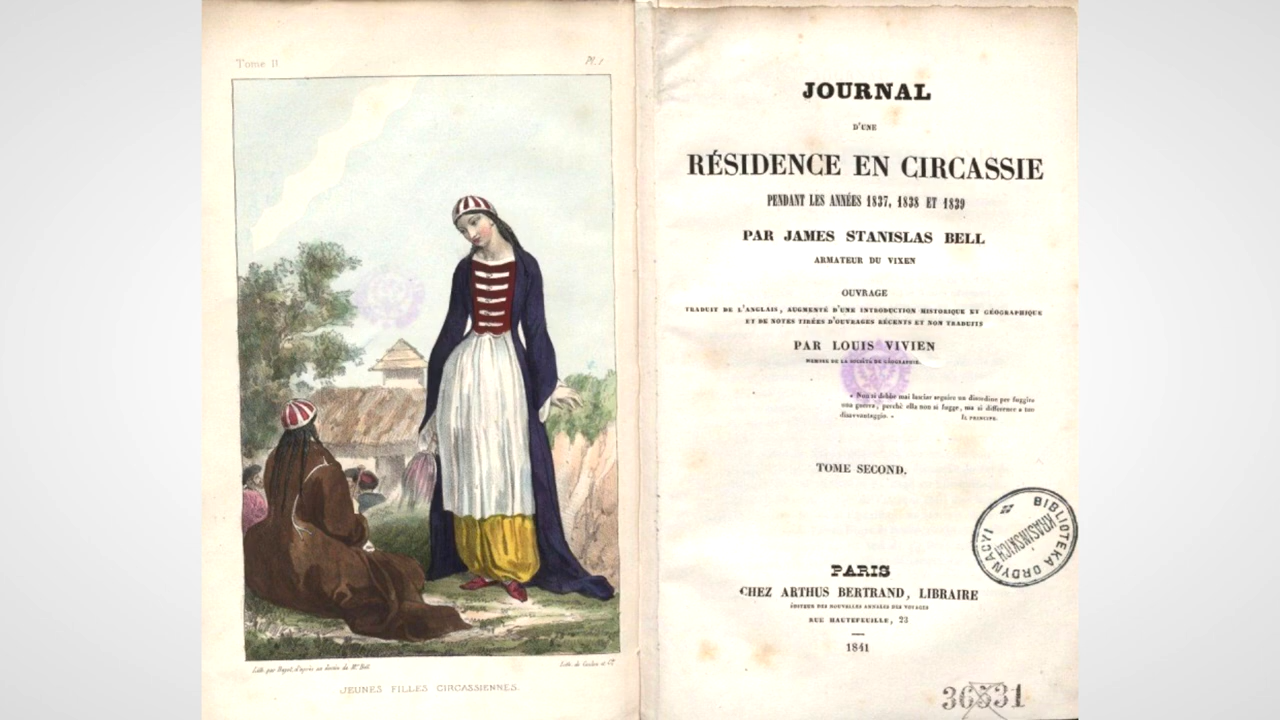 Tome II
Pl. 1
Lith. par Bayot d'après un dessin de Mr. Bell
Lith. de et Cie
JEUNES FILLES CIRCASSIENNES.
JOURNAL
D'UNE
RÉSIDENCE EN CIRCASSIE
PENDANT LES ANNÉES 1837, 1838 ET 1839
PAR JAMES STANISLAS BELL
ARMATEUR DU VIXEN
OUVRAGE
TRADUIT DE L'ANGLAIS, AUGMENTÉ D'UNE INTRODUCTION HISTORIQUE ET GÉOGRAPHIQUE
ET DE NOTES TIRÉES D'OUVRAGES RÉCENTS ET NON TRADUITS
PAR LOUIS VIVIEN
MEMBRE DE LA SOCIÉTÉ DE GÉOGRAPHIE.
« Non si debbe mai lasciar seguire un disordine per fuggire
una guerra, perchè ella non si fugge, ma si differisce a tuo
disavvantaggio. » IL PRINCIPE.
TOME SECOND.
BIBLIOTEKA ORDYNACYI
KRASIŃSKICH
PARIS
CHEZ ARTHUS BERTRAND, LIBRAIRE
ÉDITEUR DES NOUVELLES ANNALES DES VOYAGES
RUE HAUTEFEUILLE, 23
1841
36531